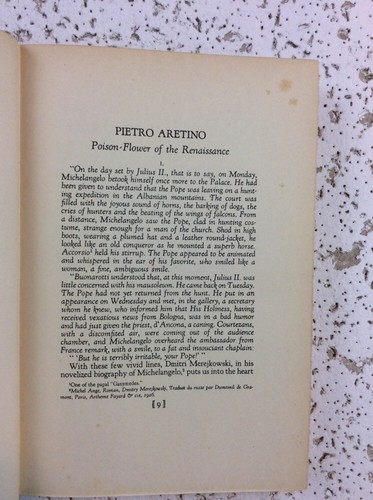 PIETRO ARETINO
Poison-Flower of the Renaissance
I.
"On the day set by Julius II., that is to say, on Monday,
Michelangelo betook himself once more to the Palace. He had
been given to understand that the Pope was leaving on a hunt-
ing expedition in the Albanian mountains. The court was
filled with the joyous sound of horns, the barking of dogs, the
cries of hunters and the beating of the wings of falcons. From
a distance, Michelangelo saw the Pope, clad in hunting cos-
tume, strange enough for a man of the church. Shod in high
boots, wearing a plumed hat and a leather round-jacket, he
looked like an old conqueror as he mounted a superb horse.
Accorsio¹ held his stirrup. The Pope appeared to be animated
and whispered in the ear of his favorite, who smiled like a
woman, a fine, ambiguous smile.
"Buonarotti understood that, at this moment, Julius II. was
little concerned with his mausoleum. He came back on Tuesday.
The Pope had not yet returned from the hunt. He put in an
appearance on Wednesday and met, in the gallery, a secretary
whom he knew, who informed him that His Holiness, having
received vexatious news from Bologna, was in a bad humor
and had just given the priest, d'Ancona, a caning. Courtezans,
with a discomfited air, were coming out of the audience
chamber, and Michelangelo overheard the ambassador from
France remark, with a smile, to a fat and insouciant chaplain:
"'But he is terribly irritable, your Pope!'"
With these few vivid lines, Dmitri Merejkowski, in his
novelized biography of Michelangelo,² puts us into the heart
¹One of the papal "Ganymedes."
²Michel Ange, Roman, Dmitry Merejkowsky, Traduit du russe par Dumesnil de Gra-
mont, Paris, Artheme Fayard & cie, 1926.
[9]